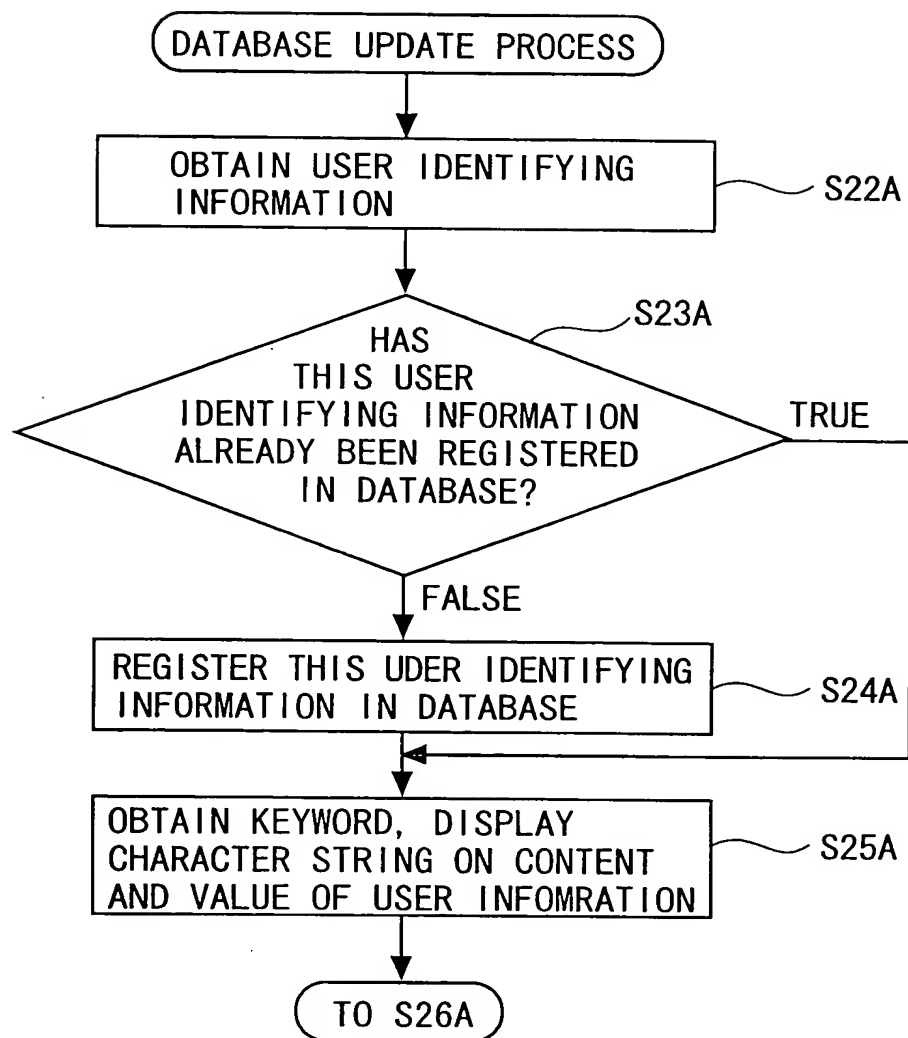 DATABASE UPDATE PROCESS
OBTAIN USER IDENTIFYING
INFORMATION
S22A
S23A
HAS
THIS USER
IDENTIFYING INFORMATION
ALREADY BEEN REGISTERED
IN DATABASE?
TRUE
FALSE
REGISTER THIS UDER IDENTIFYING
INFORMATION IN DATABASE
S24A
OBTAIN KEYWORD, DISPLAY
CHARACTER STRING ON CONTENT
AND VALUE OF USER INFOMRATION
S25A
TO S26A